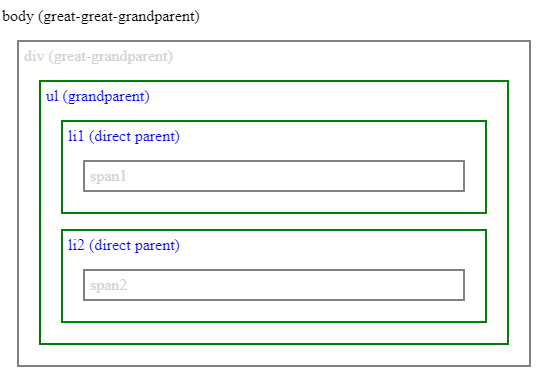 body (great-great-grandparent)
div (great-grandparent)
ul (grandparent)
li1 (direct parent)
span1
li2 (direct parent)
span2